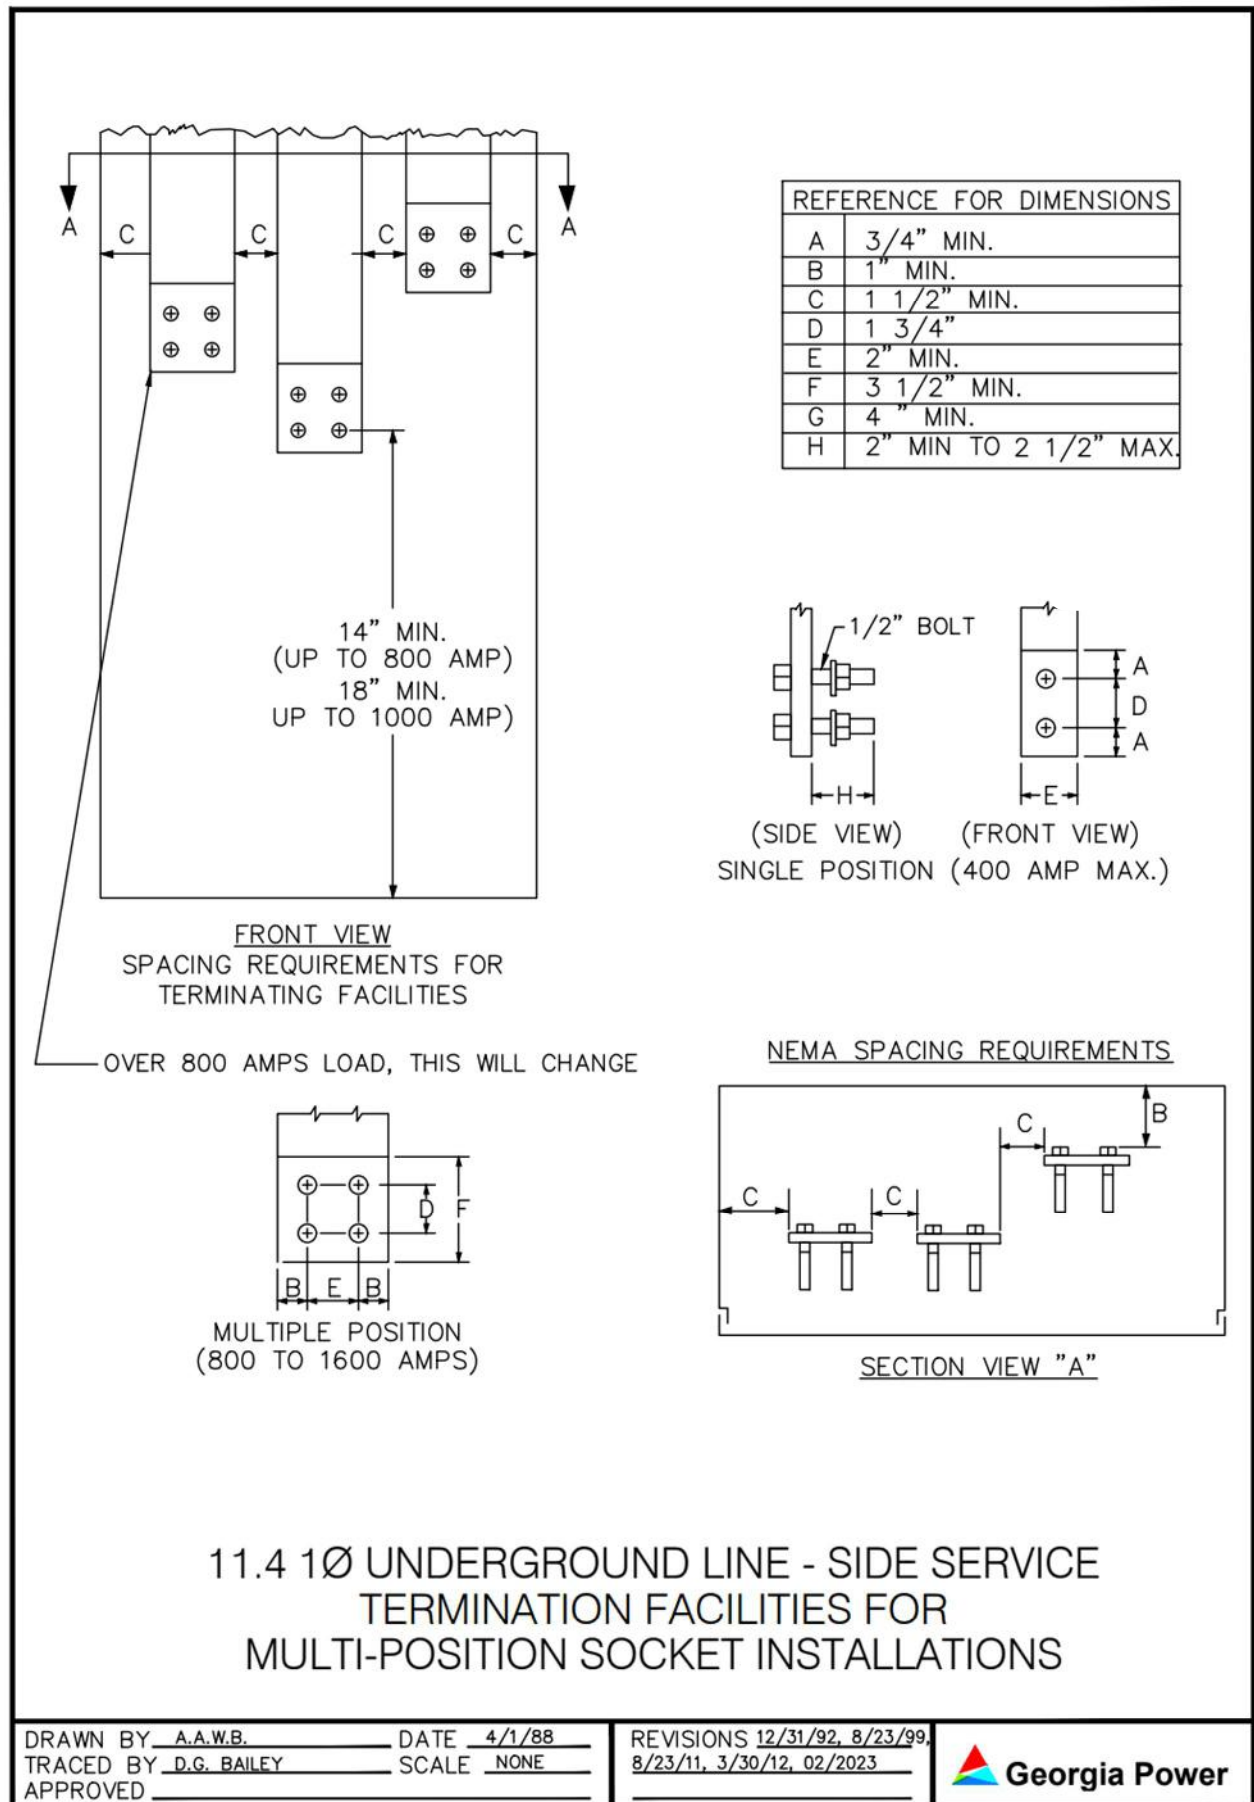 A
C
C
C
C
A
14" MIN.
(UP TO 800 AMP)
18" MIN.
UP TO 1000 AMP)
FRONT VIEW
SPACING REQUIREMENTS FOR
TERMINATING FACILITIES
OVER 800 AMPS LOAD, THIS WILL CHANGE
REFERENCE FOR DIMENSIONS
A 3/4" MIN.
B 1" MIN.
C 1 1/2" MIN.
D 1 3/4"
E 2" MIN.
F 3 1/2" MIN.
G 4 " MIN.
H 2" MIN TO 2 1/2" MAX.
1/2" BOLT
A
D
A
H
E
(SIDE VIEW) (FRONT VIEW)
SINGLE POSITION (400 AMP MAX.)
D F
B E B
MULTIPLE POSITION
(800 TO 1600 AMPS)
NEMA SPACING REQUIREMENTS
B
C
C
C
SECTION VIEW "A"
11.4 1Ø UNDERGROUND LINE - SIDE SERVICE
TERMINATION FACILITIES FOR
MULTI-POSITION SOCKET INSTALLATIONS
DRAWN BY A.A.W.B. DATE 4/1/88
TRACED BY D.G. BAILEY SCALE NONE
APPROVED
REVISIONS 12/31/92, 8/23/99,
8/23/11, 3/30/12, 02/2023
Georgia Power